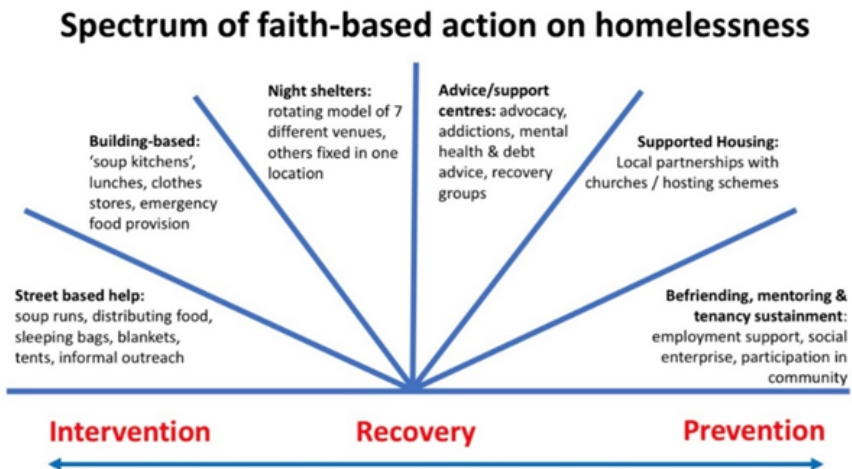 Spectrum of faith-based action on homelessness
Street based help:
soup runs, distributing food,
sleeping bags, blankets,
tents, informal outreach
Building-based:
‘soup kitchens’,
lunches, clothes
stores, emergency
food provision
Night shelters:
rotating model of 7
different venues,
others fixed in one
location
Advice/support
centres: advocacy,
addictions, mental
health & debt
advice, recovery
groups
Supported Housing:
Local partnerships with
churches / hosting schemes
Befriending, mentoring &
tenancy sustainment:
employment support, social
enterprise, participation in
community
Intervention
Recovery
Prevention